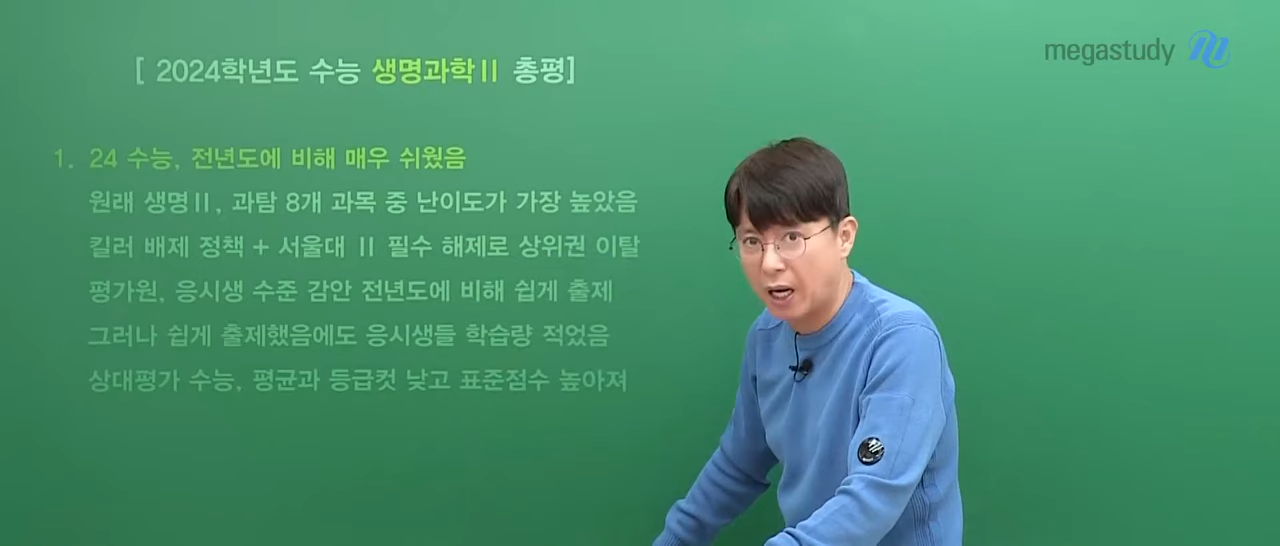 [ 2024학년도 수능 생명과학Ⅱ 총평]
megastudy
1. 24 수능, 전년도에 비해 매우 쉬웠음
원래 생명Ⅱ, 과탐 8개 과목 중 난이도가 가장 높았음
킬러 배제 정책 + 서울대 Ⅱ 필수 해제로 상위권 이탈
평가원, 응시생 수준 감안 전년도에 비해 쉽게 출제
그러나 쉽게 출제했음에도 응시생들 학습량 적었음
상대평가 수능, 평균과 등급컷 낮고 표준점수 높아져